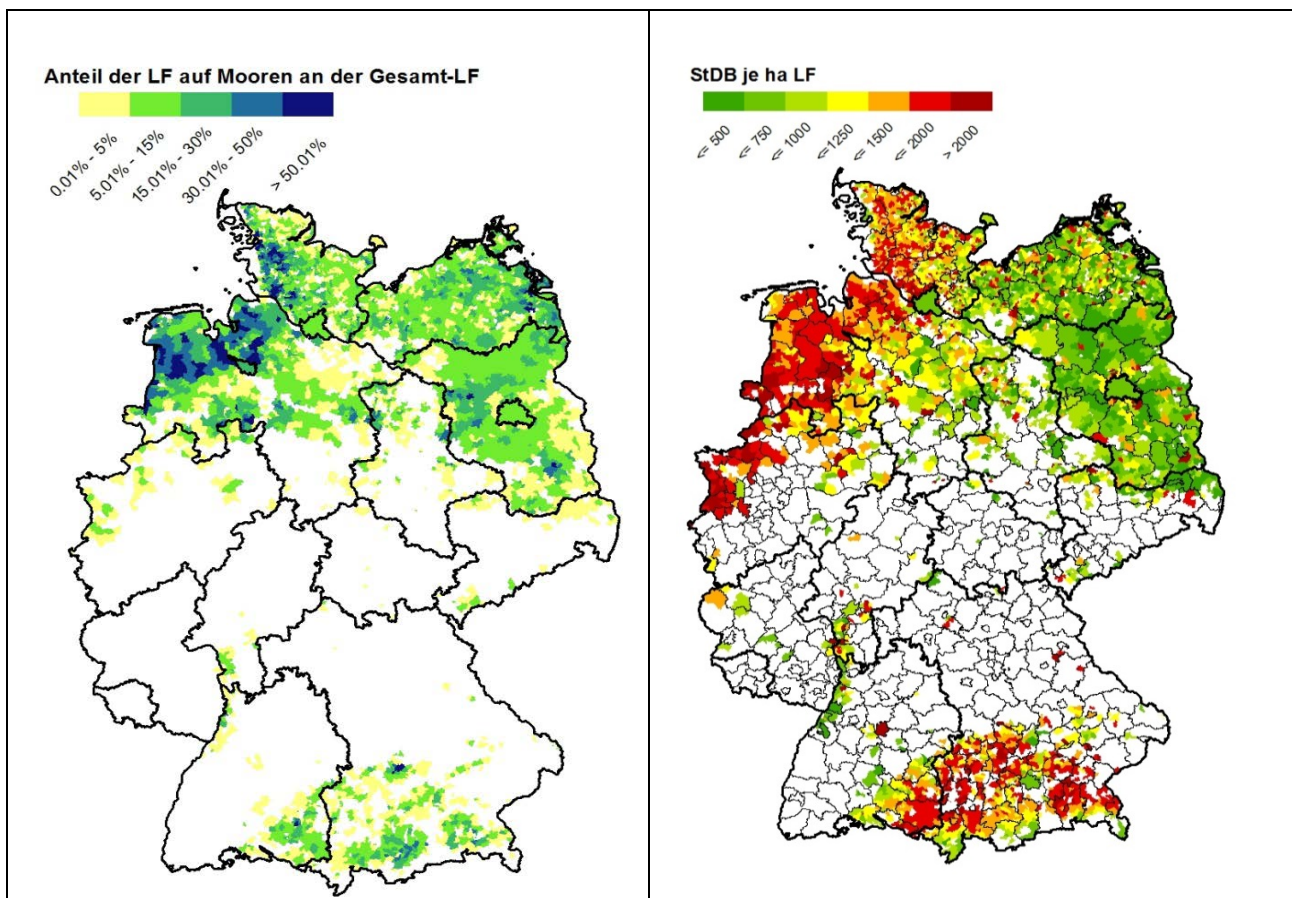 Anteil der LF auf Mooren an der Gesamt-LF
0.01% - 5%
5.01% - 15%
15.01% - 30%
30.01% - 50%
> 50.01%
StDB je ha LF
<= 500
<= 750
<= 1000
<=1250
<= 1500
<= 2000
> 2000